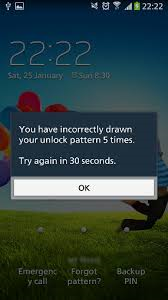 22:22
22:22
Sat, 25 January
Sun 8:30
You have incorrectly drawn
your unlock pattern 5 times.
Try again in 30 seconds.
OK
Emergenc
y call
Forgot
pattern?
Backup
PIN